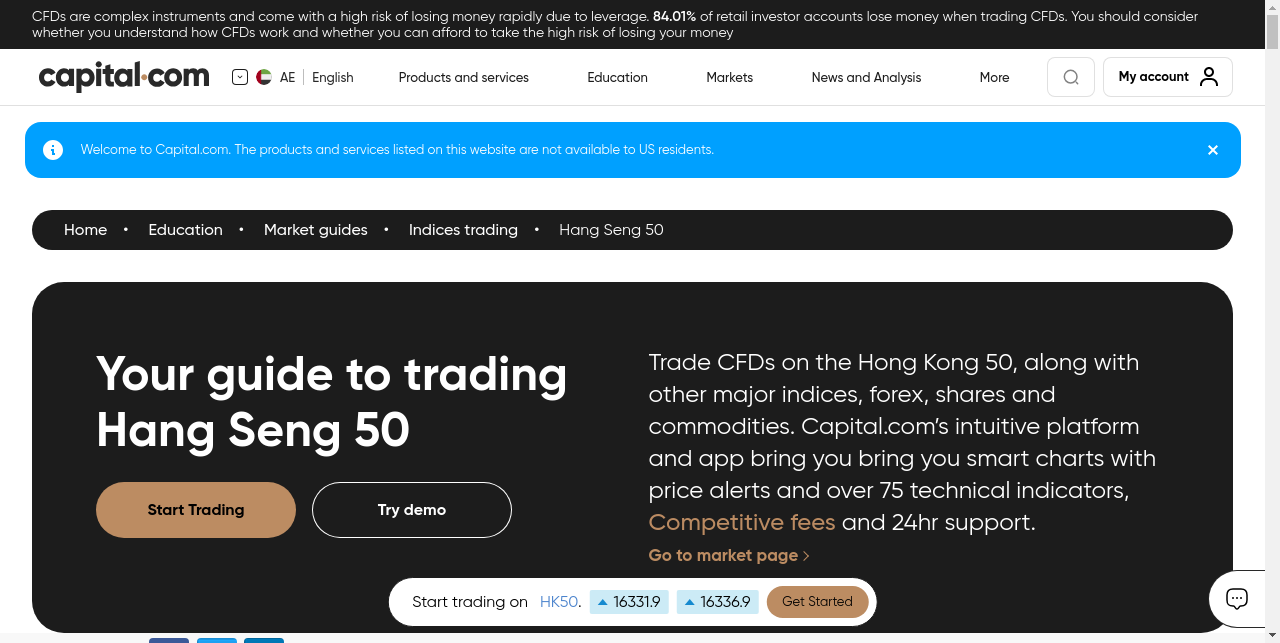 CFDs are complex instruments and come with a high risk of losing money rapidly due to leverage. 84.01% of retail investor accounts lose money when trading CFDs. You should consider
whether you understand how CFDs work and whether you can afford to take the high risk of losing your money
capital.com
AE
English
Products and services
Education
Markets
News and Analysis
More
My account
Welcome to Capital.com. The products and services listed on this website are not available to US residents.
Home • Education • Market guides • Indices trading • Hang Seng 50
Your guide to trading
Hang Seng 50
Start Trading
Try demo
Trade CFDs on the Hong Kong 50, along with
other major indices, forex, shares and
commodities. Capital.com’s intuitive platform
and app bring you bring you smart charts with
price alerts and over 75 technical indicators,
Competitive fees and 24hr support.
Go to market page
Start trading on HK50. 16331.9 16336.9 Get Started